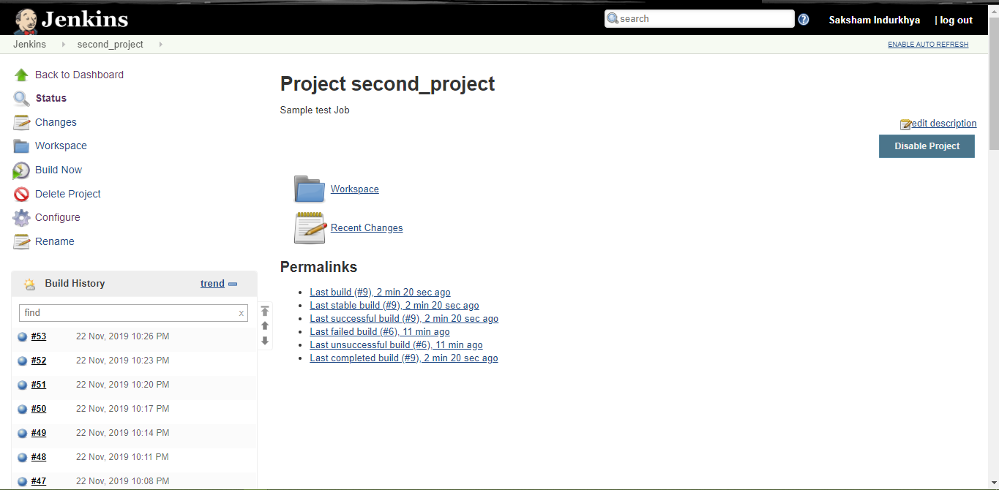 Jenkins
search
?
Saksham Indurkhya | log out
Jenkins second_project
ENABLE AUTO REFRESH
Back to Dashboard
Status
Changes
Workspace
Build Now
Delete Project
Configure
Rename
Build History trend
find x
#53 22 Nov, 2019 10:26 PM
#52 22 Nov, 2019 10:23 PM
#51 22 Nov, 2019 10:20 PM
#50 22 Nov, 2019 10:17 PM
#49 22 Nov, 2019 10:14 PM
#48 22 Nov, 2019 10:11 PM
#47 22 Nov, 2019 10:08 PM
Project second_project
Sample test Job
edit description
Disable Project
Workspace
Recent Changes
Permalinks
Last build (#9), 2 min 20 sec ago
Last stable build (#9), 2 min 20 sec ago
Last successful build (#9), 2 min 20 sec ago
Last failed build (#6), 11 min ago
Last unsuccessful build (#6), 11 min ago
Last completed build (#9), 2 min 20 sec ago